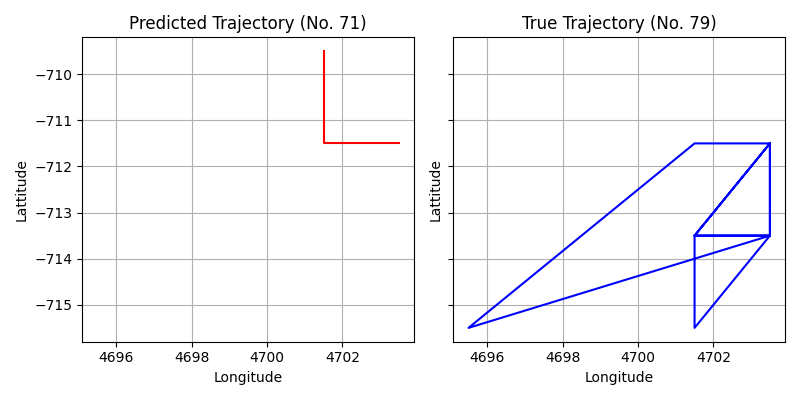 Predicted Trajectory (No. 71)
True Trajectory (No. 79)
−710
−711
−712
−713
−714
−715
Lattitude
Lattitude
4696
4698
4700
4702
4696
4698
4700
4702
Longitude
Longitude